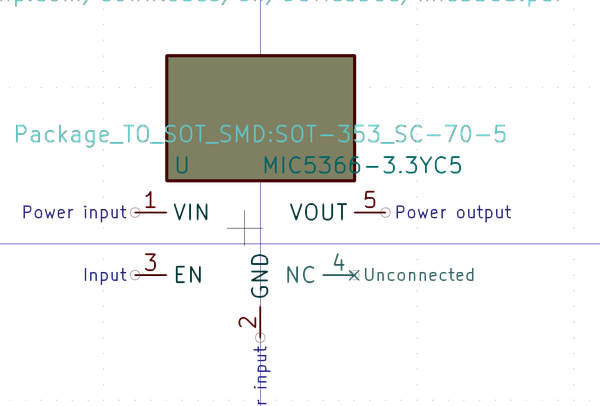 Package_TO_SOT_SMD:SOT-353_SC-70-5
U MIC5366-3.3YC5
Power input 1 VIN VOUT 5 Power output
Input 3 EN GND NC 4 Unconnected
2
input